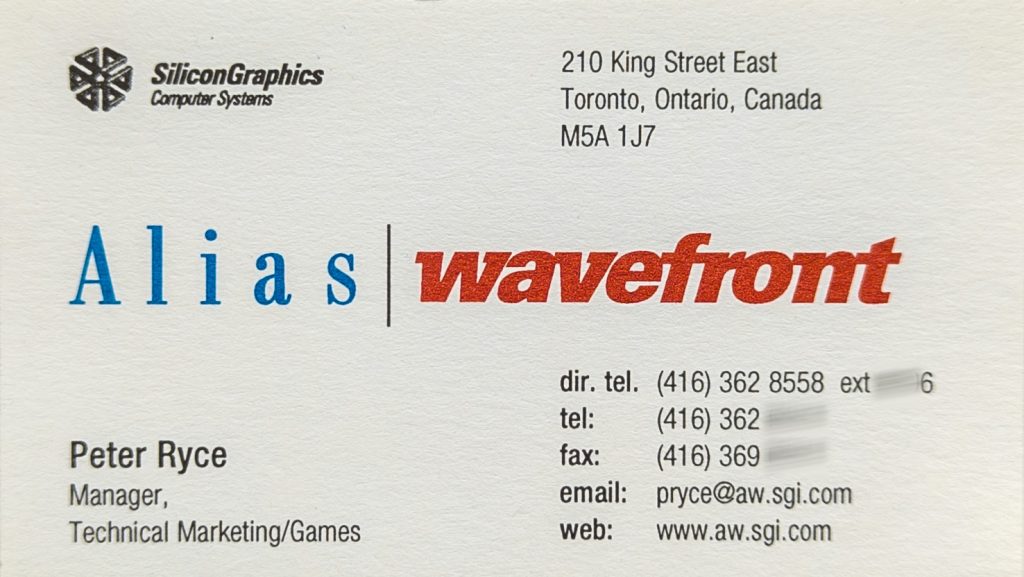 SiliconGraphics
Computer Systems
210 King Street East
Toronto, Ontario, Canada
M5A 1J7
Alias | wavefront
Peter Ryce
Manager,
Technical Marketing/Games
dir. tel. (416) 362 8558 ext 6
tel: (416) 362
fax: (416) 369
email: pryce@aw.sgi.com
web: www.aw.sgi.com